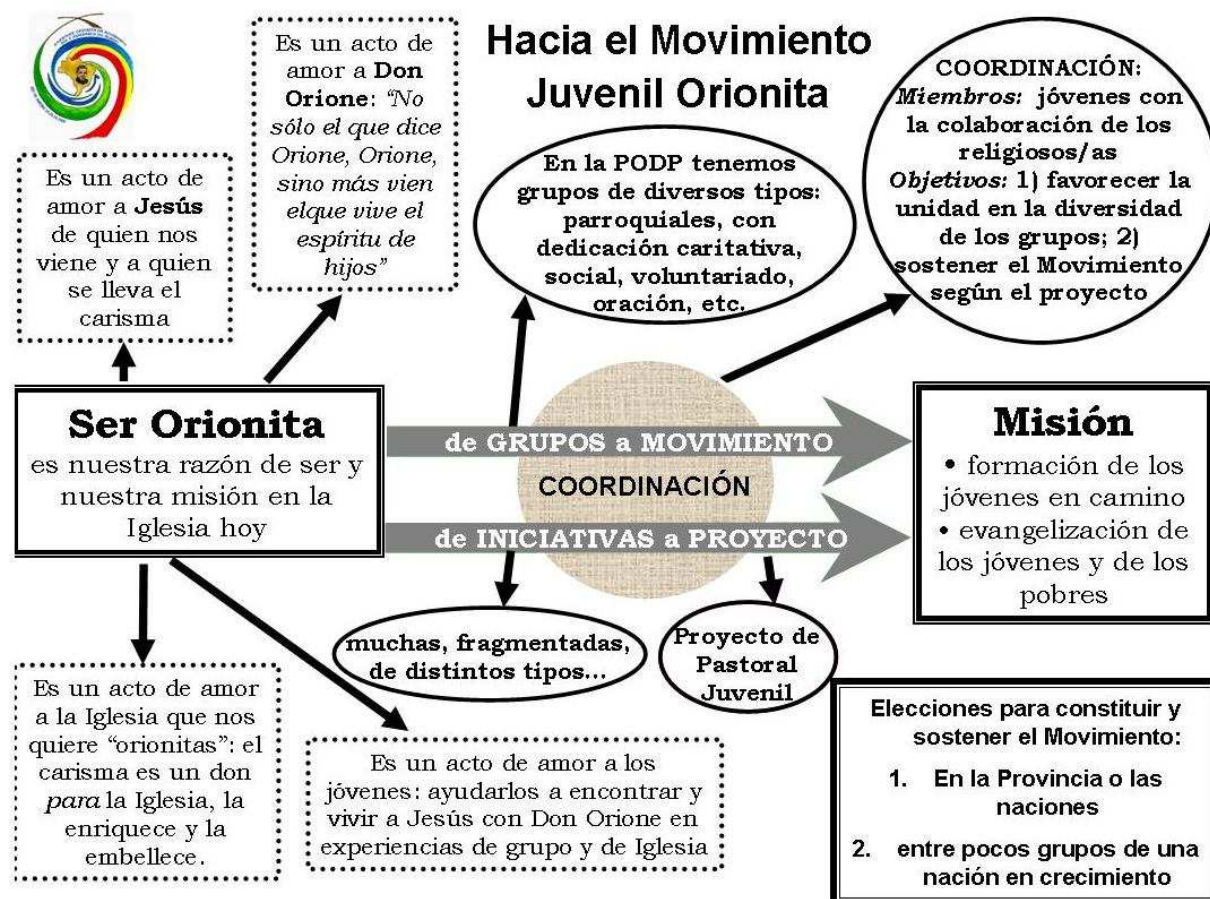 Hacia el Movimiento
Juvenil Orionita
Es un acto de
amor a Jesús
de quien nos
viene y a quien
se lleva el
carisma
Es un acto de
amor a Don
Orione: “No
sólo el que dice
Orione, Orione,
sino más vien
elque vive el
espíritu de
hijos”
En la PODP tenemos
grupos de diversos tipos:
parroquiales, con
dedicación caritativa,
social, voluntariado,
oración, etc.
COORDINACIÓN:
Miembros: jóvenes con
la colaboración de los
religiosos/as
Objetivos: 1) favorecer la
unidad en la diversidad
de los grupos; 2)
sostener el Movimiento
según el proyecto
Ser Orionita
es nuestra razón de ser y
nuestra misión en la
Iglesia hoy
de GRUPOS a MOVIMIENTO
COORDINACIÓN
de INICIATIVAS a PROYECTO
Misión
• formación de los
jóvenes en camino
• evangelización de
los jóvenes y de los
pobres
muchas, fragmentadas,
de distintos tipos...
Proyecto de
Pastoral
Juvenil
Es un acto de amor
a la Iglesia que nos
quiere “orionitas”: el
carisma es un don
para la Iglesia, la
enriquece y la
embellece.
Es un acto de amor a los
jóvenes: ayudarlos a encontrar y
vivir a Jesús con Don Orione en
experiencias de grupo y de Iglesia
Elecciones para constituir y
sostener el Movimiento:
1. En la Provincia o las
naciones
2. entre pocos grupos de una
nación en crecimiento